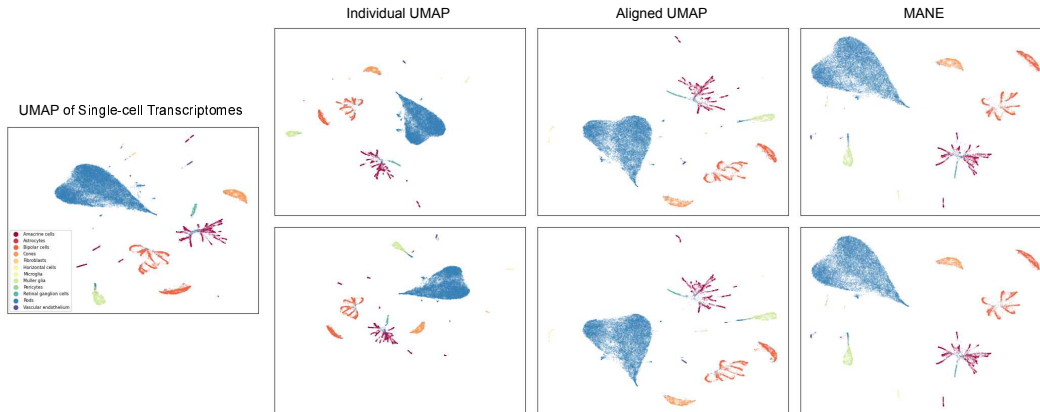 Individual UMAP
Aligned UMAP
MANE
UMAP of Single-cell Transcriptomes
Amacrine cells
Astrocytes
Bipolar cells
Cones
Fibroblasts
Horizontal cells
Microglia
Muller glia
Pericytes
Retinal ganglion cells
Rods
Vascular endothelium